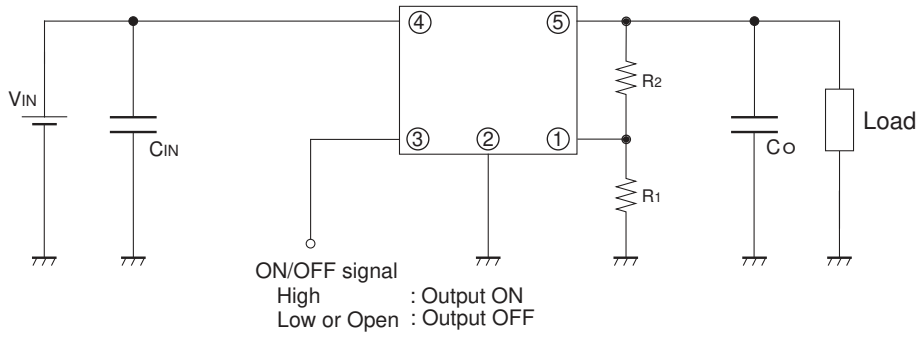 ④ ⑤
VIN
R2
CIN
③ ② ①
CO
Load
R1
ON/OFF signal
High : Output ON
Low or Open : Output OFF